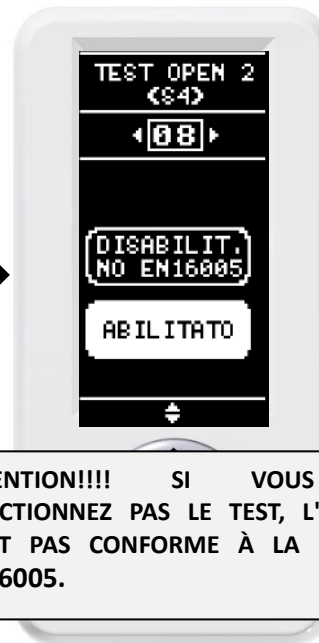 TEST OPEN 2
(S4)
08
DISABILIT.
NO EN16005
ABILITATO
ENTION!!!! SI VOUS
CTIONNEZ PAS LE TEST, L'
T PAS CONFORME À LA
6005.